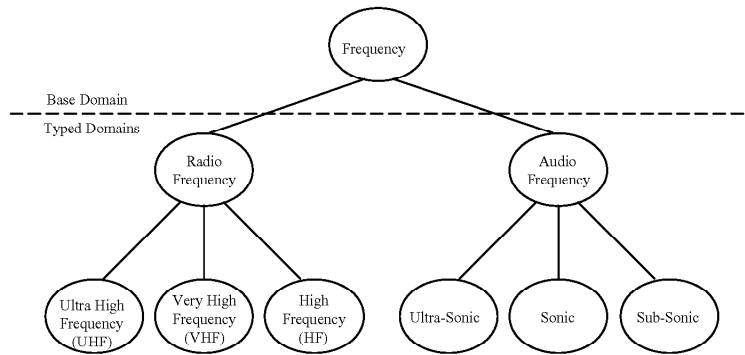 Frequency
Base Domain
Typed Domains
Radio
Frequency
Audio
Frequency
Ultra High
Frequency
(UHF)
Very High
Frequency
(VHF)
High
Frequency
(HF)
Ultra-Sonic
Sonic
Sub-Sonic